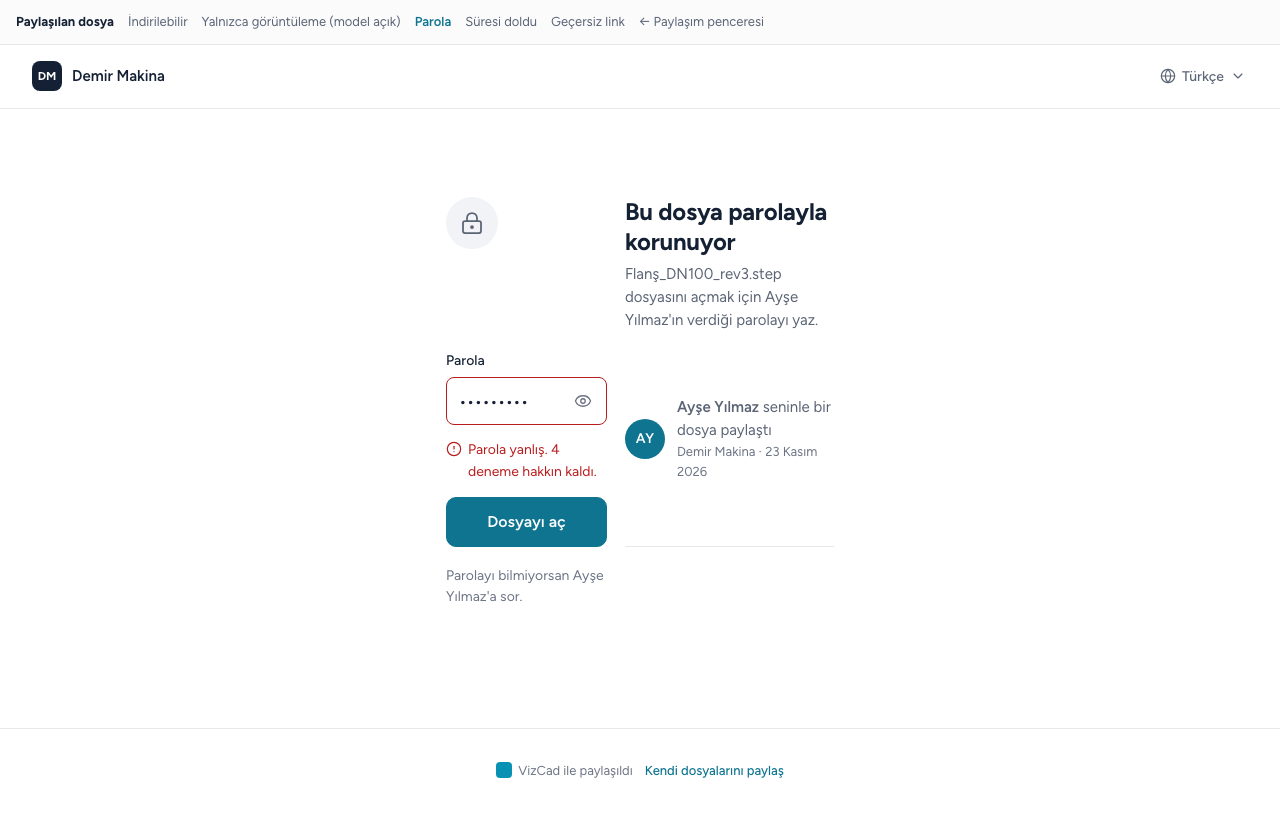 Paylaşılan dosya İndirilebilir Yalnızca görüntüleme (model açık) Parola Süresi doldu Geçersiz link ← Paylaşım penceresi
DM Demir Makina
Türkçe
Bu dosya parolayla
korunuyor
Flanş_DN100_rev3.step
dosyasını açmak için Ayşe
Yılmaz'ın verdiği parolayı yaz.
Parola
•••••••••
Parola yanlış. 4
deneme hakkın kaldı.
Dosyayı aç
Parolayı bilmiyorsan Ayşe
Yılmaz'a sor.
AY
Ayşe Yılmaz seninle bir
dosya paylaştı
Demir Makina · 23 Kasım
2026
VizCad ile paylaşıldı Kendi dosyalarını paylaş